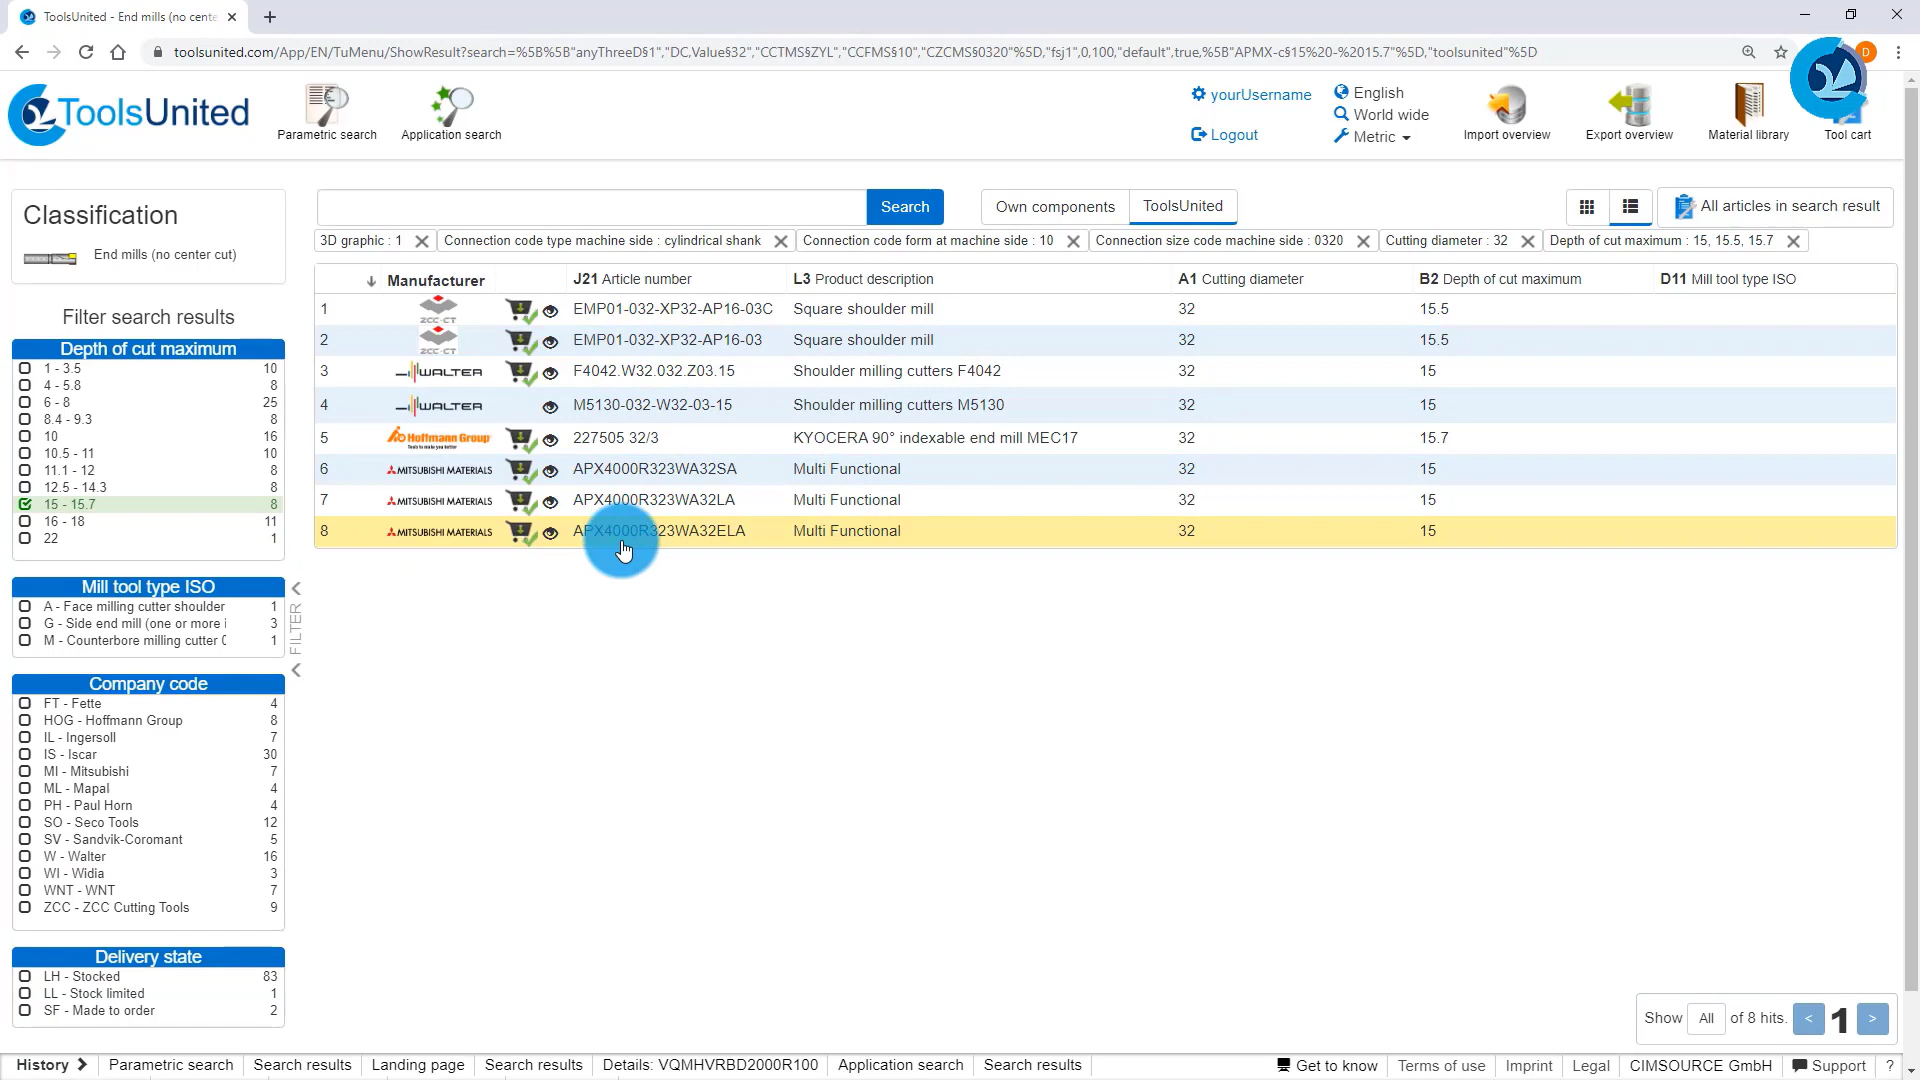 ToolsUnited - End mills (no cente
toolsunited.com/App/EN/TuMenu/ShowResult?search=%5B%5B"anyThreeD§1","DC,Value§32","CCTMS§ZYL","CCFMS§10","CZCMS§0320"%5D,"fsj1",0,100,"default",true,%5B"APMX-c§15%20-%2015.7"%5D,"toolsunited"%5D
D
ToolsUnited
Parametric search
Application search
yourUsername
Logout
English
World wide
Metric
Import overview
Export overview
Material library
Tool cart
Classification
End mills (no center cut)
Search
Own components
ToolsUnited
All articles in search result
3D graphic : 1
Connection code type machine side : cylindrical shank
Connection code form at machine side : 10
Connection size code machine side : 0320
Cutting diameter : 32
Depth of cut maximum : 15, 15.5, 15.7
Filter search results
Depth of cut maximum
1 - 3.5 10
4 - 5.8 8
6 - 8 25
8.4 - 9.3 8
10 16
10.5 - 11 10
11.1 - 12 8
12.5 - 14.3 8
15 - 15.7 8
16 - 18 11
22 1
Mill tool type ISO
A - Face milling cutter shoulder 1
G - Side end mill (one or more i 3
M - Counterbore milling cutter ( 1
FILTER
Company code
FT - Fette 4
HOG - Hoffmann Group 8
IL - Ingersoll 7
IS - Iscar 30
MI - Mitsubishi 7
ML - Mapal 4
PH - Paul Horn 4
SO - Seco Tools 12
SV - Sandvik-Coromant 5
W - Walter 16
WI - Widia 3
WNT - WNT 7
ZCC - ZCC Cutting Tools 9
Delivery state
LH - Stocked 83
LL - Stock limited 1
SF - Made to order 2
Manufacturer J21 Article number L3 Product description A1 Cutting diameter B2 Depth of cut maximum D11 Mill tool type ISO
1 ZCC-CT EMP01-032-XP32-AP16-03C Square shoulder mill 32 15.5
2 ZCC-CT EMP01-032-XP32-AP16-03 Square shoulder mill 32 15.5
3 WALTER F4042.W32.032.Z03.15 Shoulder milling cutters F4042 32 15
4 WALTER M5130-032-W32-03-15 Shoulder milling cutters M5130 32 15
5 Hoffmann Group Tools to make you better 227505 32/3 KYOCERA 90° indexable end mill MEC17 32 15.7
6 MITSUBISHI MATERIALS APX4000R323WA32SA Multi Functional 32 15
7 MITSUBISHI MATERIALS APX4000R323WA32LA Multi Functional 32 15
8 MITSUBISHI MATERIALS APX4000R323WA32ELA Multi Functional 32 15
Show All of 8 hits. < 1 >
History Parametric search Search results Landing page Search results Details: VQMHVRBD2000R100 Application search Search results Get to know Terms of use Imprint Legal CIMSOURCE GmbH Support ?